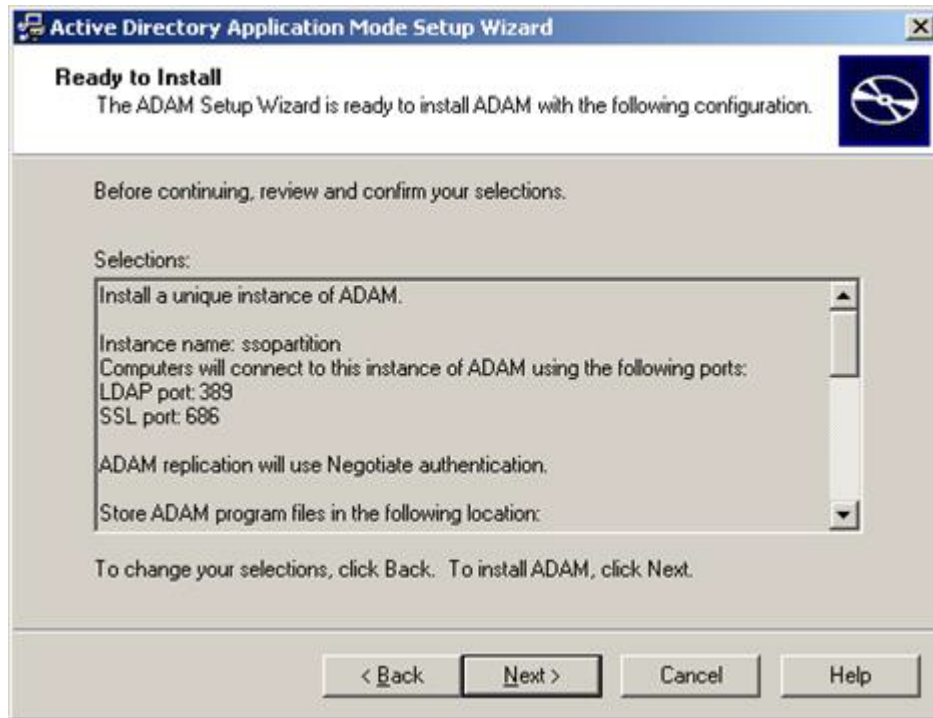 Active Directory Application Mode Setup Wizard
Ready to Install
The ADAM Setup Wizard is ready to install ADAM with the following configuration.
Before continuing, review and confirm your selections.
Selections:
Install a unique instance of ADAM.
Instance name: ssopartition
Computers will connect to this instance of ADAM using the following ports:
LDAP port: 389
SSL port: 686
ADAM replication will use Negotiate authentication.
Store ADAM program files in the following location:
To change your selections, click Back. To install ADAM, click Next.
< Back Next > Cancel Help